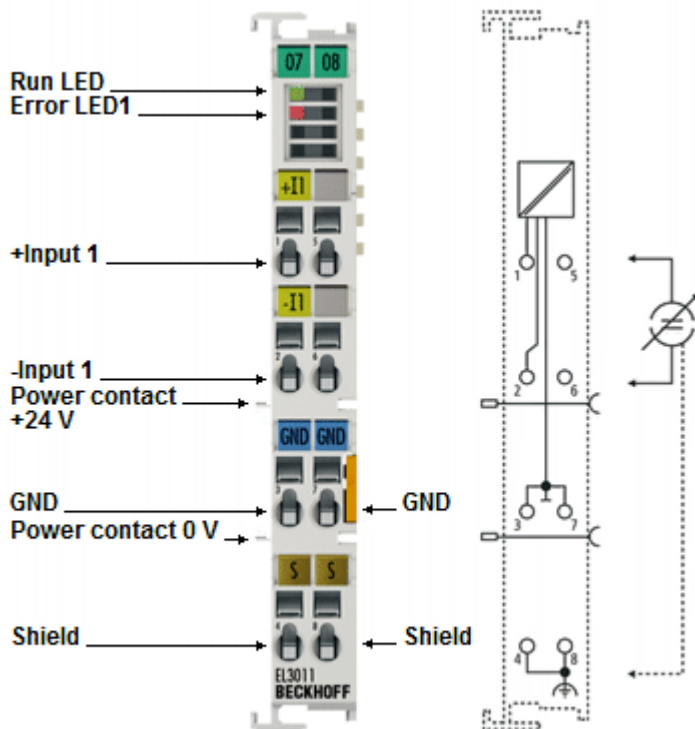 07 08
Run LED
Error LED1
+I1
1 5
+Input 1
-I1
2 6
-Input 1
Power contact
+24 V
GND GND
3 7
GND
GND
Power contact 0 V
S S
4 8
Shield
Shield
EL3011
BECKHOFF
1 5
2 6
3 7
4 8